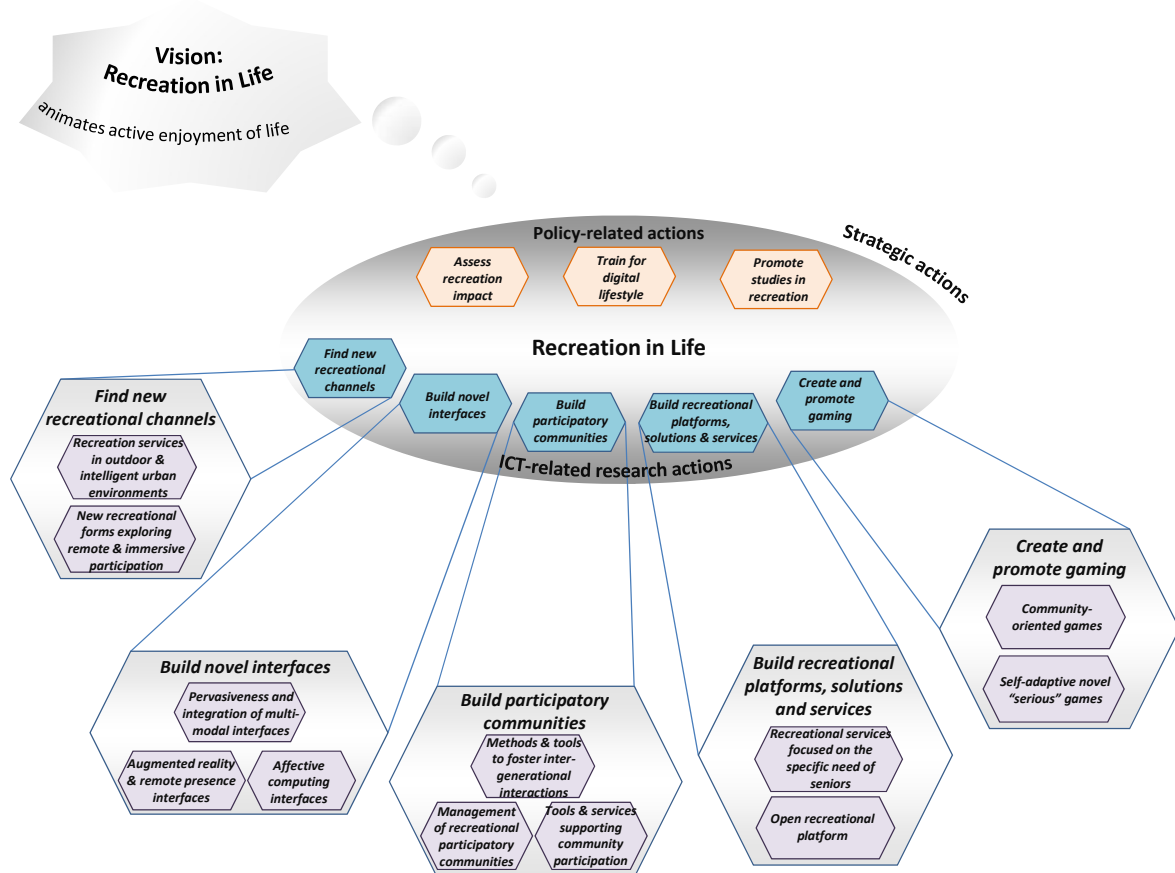 Vision:
Recreation in Life
animates active enjoyment of life
Strategic actions
Policy-related actions
Assess
recreation
impact
Train for
digital
lifestyle
Promote
studies in
recreation
Recreation in Life
Find new
recreational
channels
Build novel
interfaces
Build
participatory
communities
Build recreational
platforms,
solutions & services
Create and
promote
gaming
ICT-related research actions
Find new
recreational channels
Recreation services
in outdoor &
intelligent urban
environments
New recreational
forms exploring
remote & immersive
participation
Build novel interfaces
Pervasiveness and
integration of multi-
modal interfaces
Augmented reality
& remote presence
interfaces
Affective
computing
interfaces
Build participatory
communities
Methods & tools
to foster inter-
generational
interactions
Management
of recreational
participatory
communities
Tools & services
supporting
community
participation
Build recreational
platforms, solutions
and services
Recreational services
focused on the
specific need of
seniors
Open recreational
platform
Create and
promote gaming
Community-
oriented games
Self-adaptive novel
“serious” games